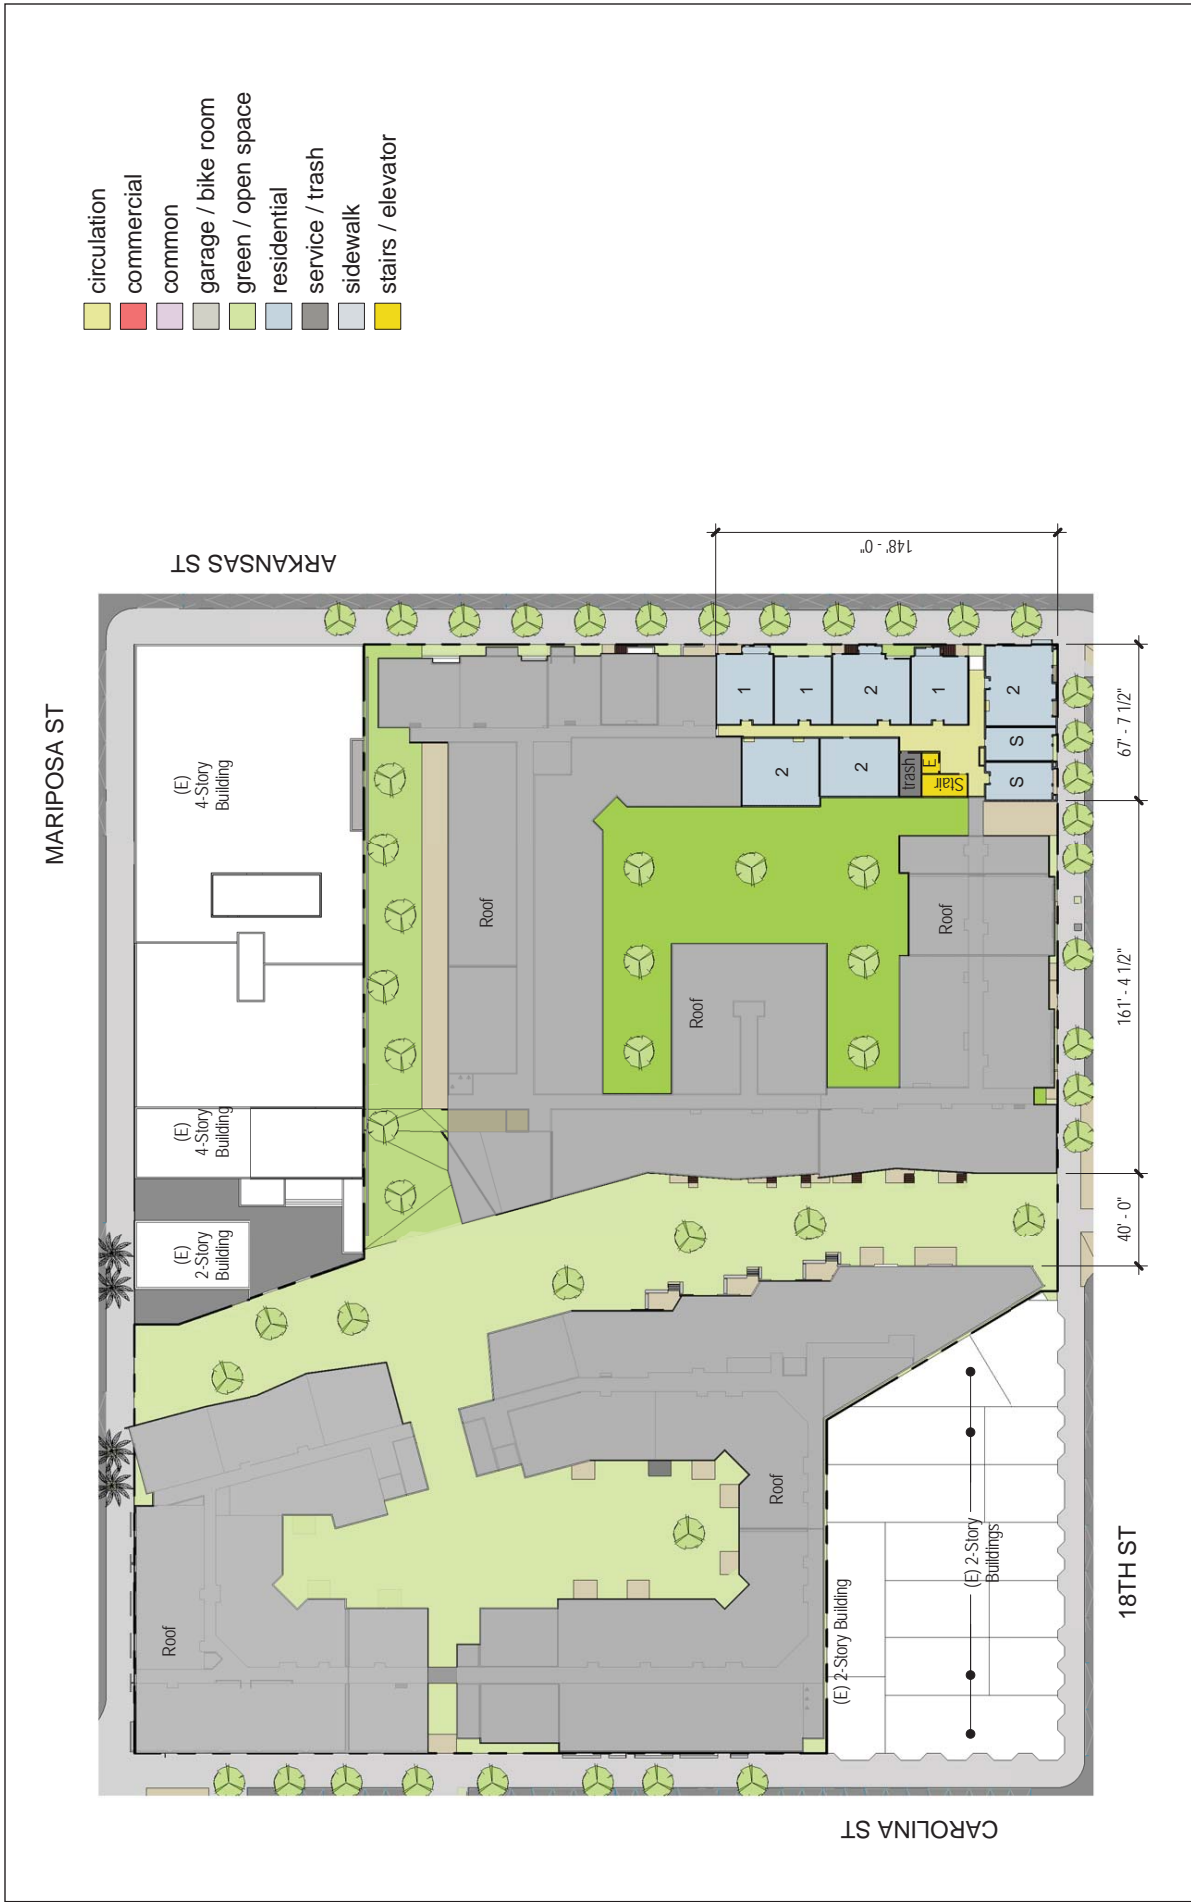 circulation
commercial
common
garage / bike room
green / open space
residential
service / trash
sidewalk
stairs / elevator
MARIPOSA ST
ARKANSAS ST
CAROLINA ST
18TH ST
(E)
2-Story
Building
(E)
4-Story
Building
(E)
4-Story
Building
Roof
Roof
Roof
Roof
Roof
(E) 2-Story Building
(E) 2-Story
Buildings
1
1
2
1
2
2
trash
E
Stair
2
S
S
148' - 0"
40' - 0"
161' - 4 1/2"
67' - 7 1/2"